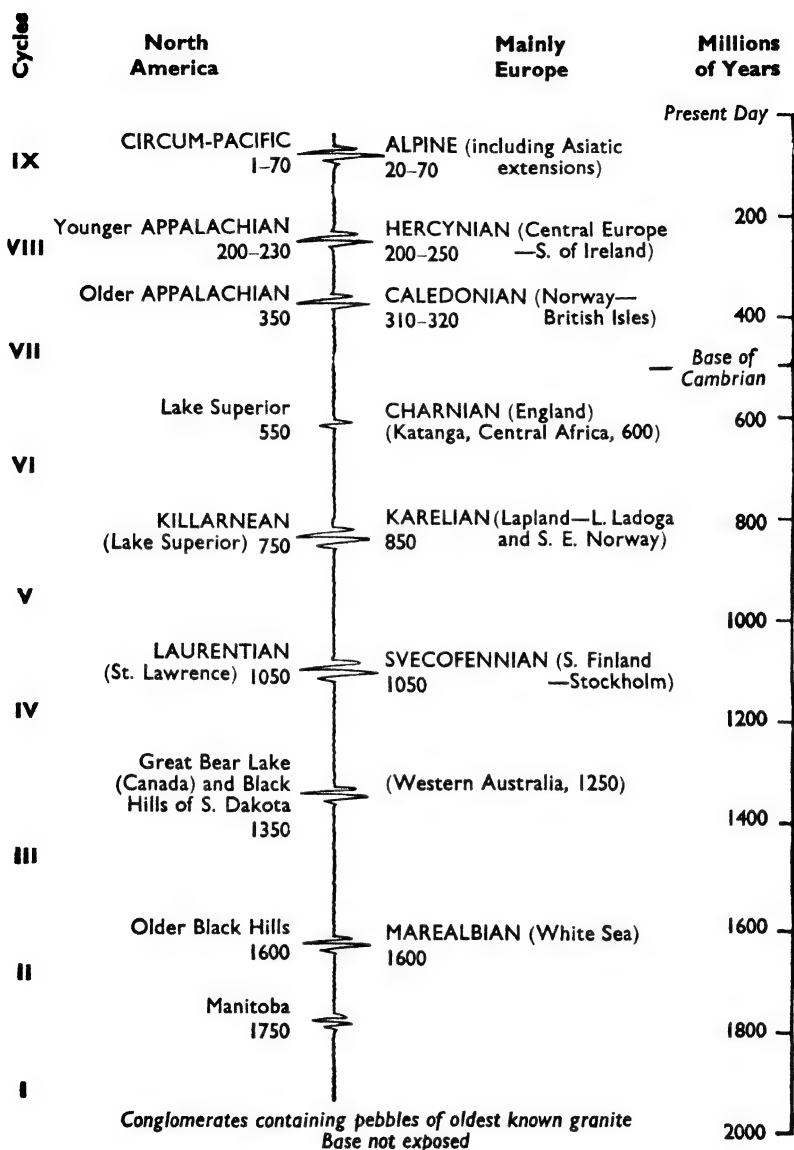 Cycles
North
America
Mainly
Europe
Millions
of Years
Present Day
IX
CIRCUM-PACIFIC
1–70
ALPINE (including Asiatic
20–70 extensions)
200
VIII
Younger APPALACHIAN
200–230
HERCYNIAN (Central Europe
200–250 —S. of Ireland)
Older APPALACHIAN
350
CALEDONIAN (Norway—
310–320 British Isles)
400
VII
Base of
Cambrian
Lake Superior
550
CHARNIAN (England)
(Katanga, Central Africa, 600)
600
VI
KILLARNEAN
(Lake Superior) 750
KARELIAN (Lapland—L. Ladoga
850 and S. E. Norway)
800
V
1000
LAURENTIAN
(St. Lawrence) 1050
SVECOFENNIAN (S. Finland
1050 —Stockholm)
IV
1200
Great Bear Lake
(Canada) and Black
Hills of S. Dakota
1350
(Western Australia, 1250)
1400
III
Older Black Hills
1600
MAREALBIAN (White Sea)
1600
1600
II
Manitoba
1750
1800
I
Conglomerates containing pebbles of oldest known granite
Base not exposed
2000